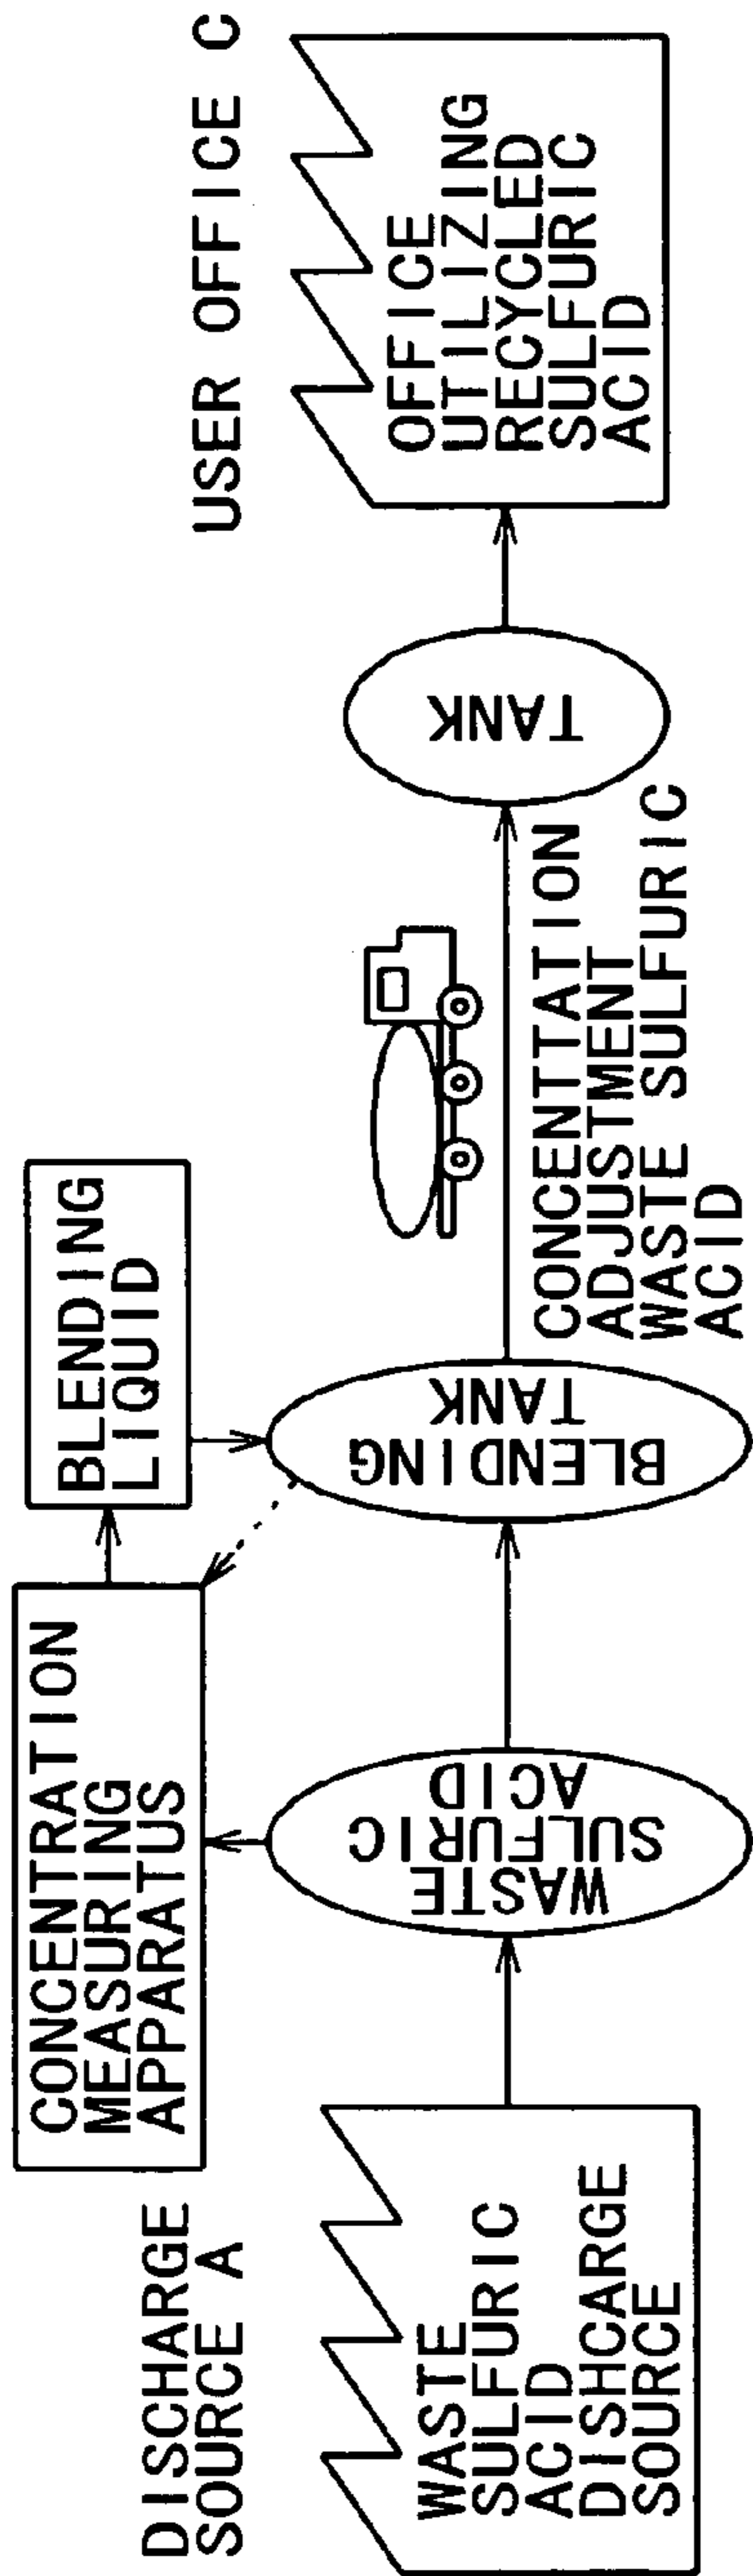 DISCHARGE
SOURCE A
WASTE
SULFURIC
ACID
DISHCARGE
SOURCE
CONCENTRATION
MEASURING
APPARATUS
WASTE
SULFURIC
ACID
BLENDING
LIQUID
BLENDING
TANK
CONCENTTATION
ADJUSTMENT
WASTE SULFURIC
ACID
TANK
USER OFFICE C
OFFICE
UTILIZING
RECYCLED
SULFURIC
ACID